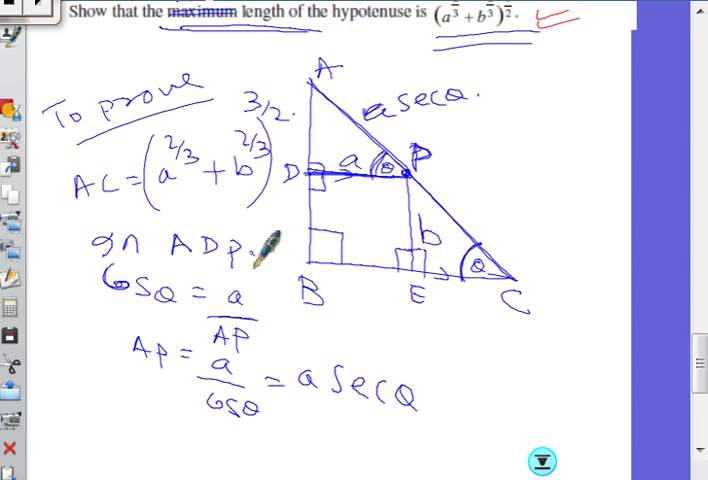 Show that the maximum length of the hypotenuse is (a^(2/3) + b^(2/3))^(3/2).
To prove
AC = (a^(2/3) + b^(2/3))^(3/2).
A
a secθ.
D a θ P
b
θ
B E C
In ADP.
Cosθ = a/AP
AP = a/cosθ = a Secθ